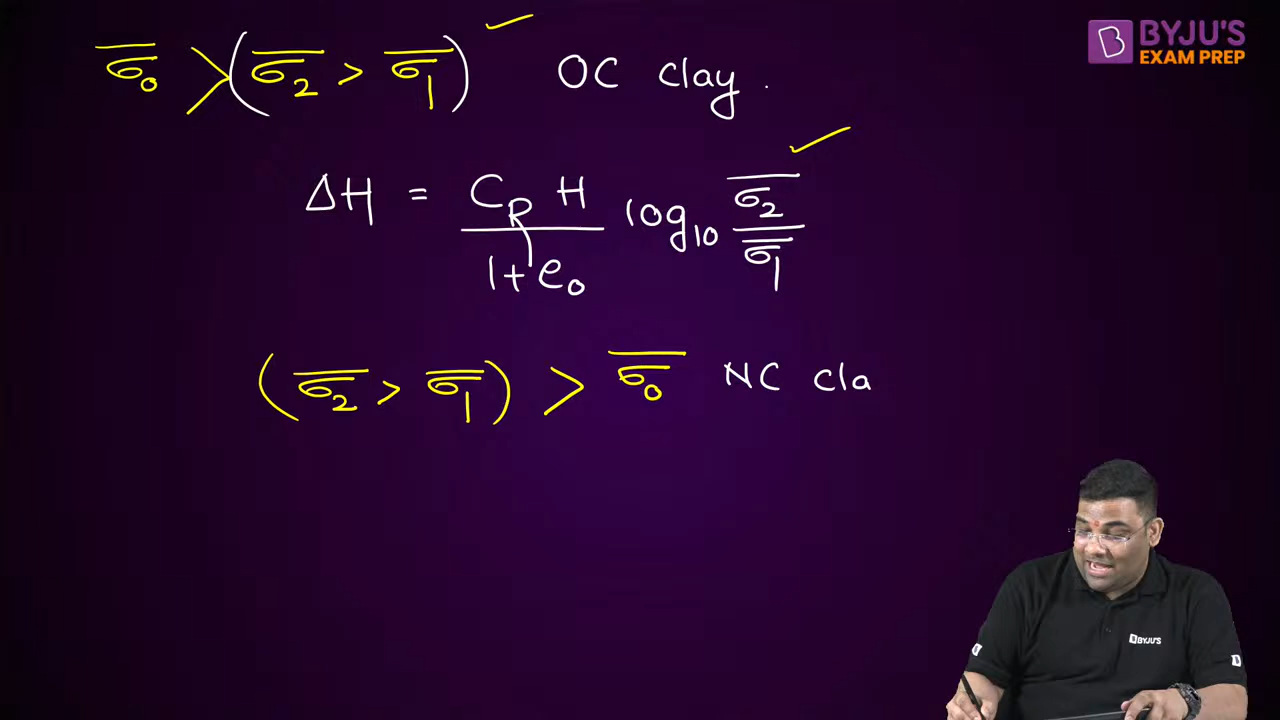 BYJU'S
EXAM PREP
σ̅₀ > (σ̅₂ > σ̅₁) OC clay.
ΔH = C_R H / 1+e₀ log₁₀ σ̅₂ / σ̅₁
(σ̅₂ > σ̅₁) > σ̅₀ NC cla
BYJU'S